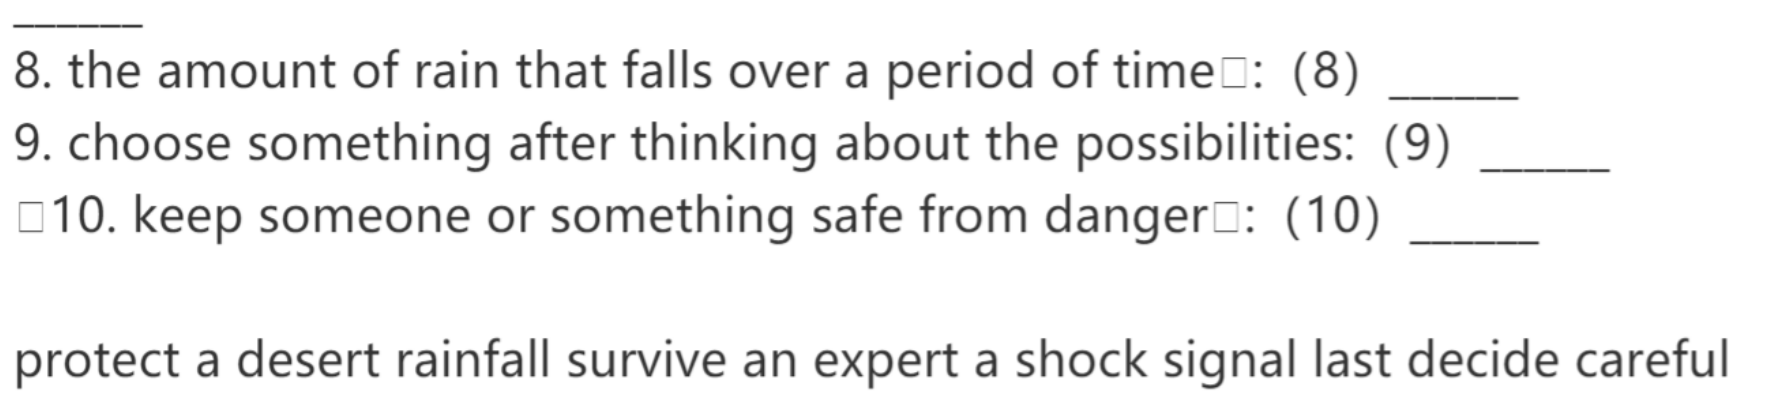 ______
8. the amount of rain that falls over a period of time□: (8) ______
9. choose something after thinking about the possibilities: (9) ______
□10. keep someone or something safe from danger□: (10) ______
protect a desert rainfall survive an expert a shock signal last decide careful